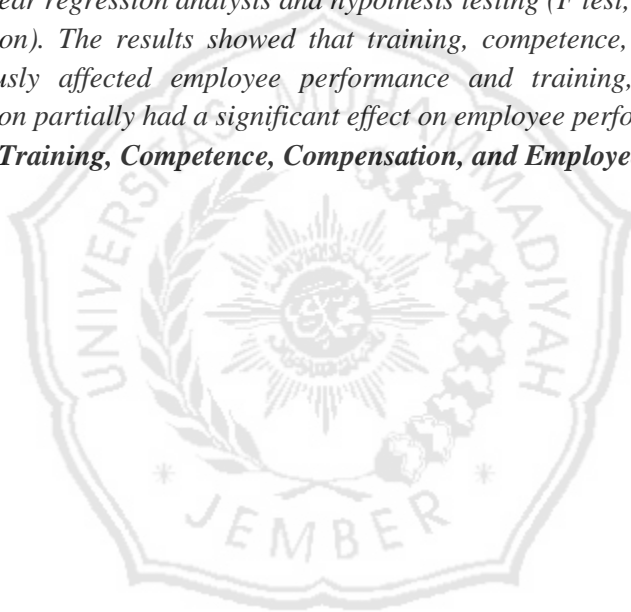 ear regression analysis and hypothesis testing (F test,
on). The results showed that training, competence,
usly affected employee performance and training,
on partially had a significant effect on employee perfo
Training, Competence, Compensation, and Employe
UNIVERSITAS MUHAMMADIYAH
JEMBER